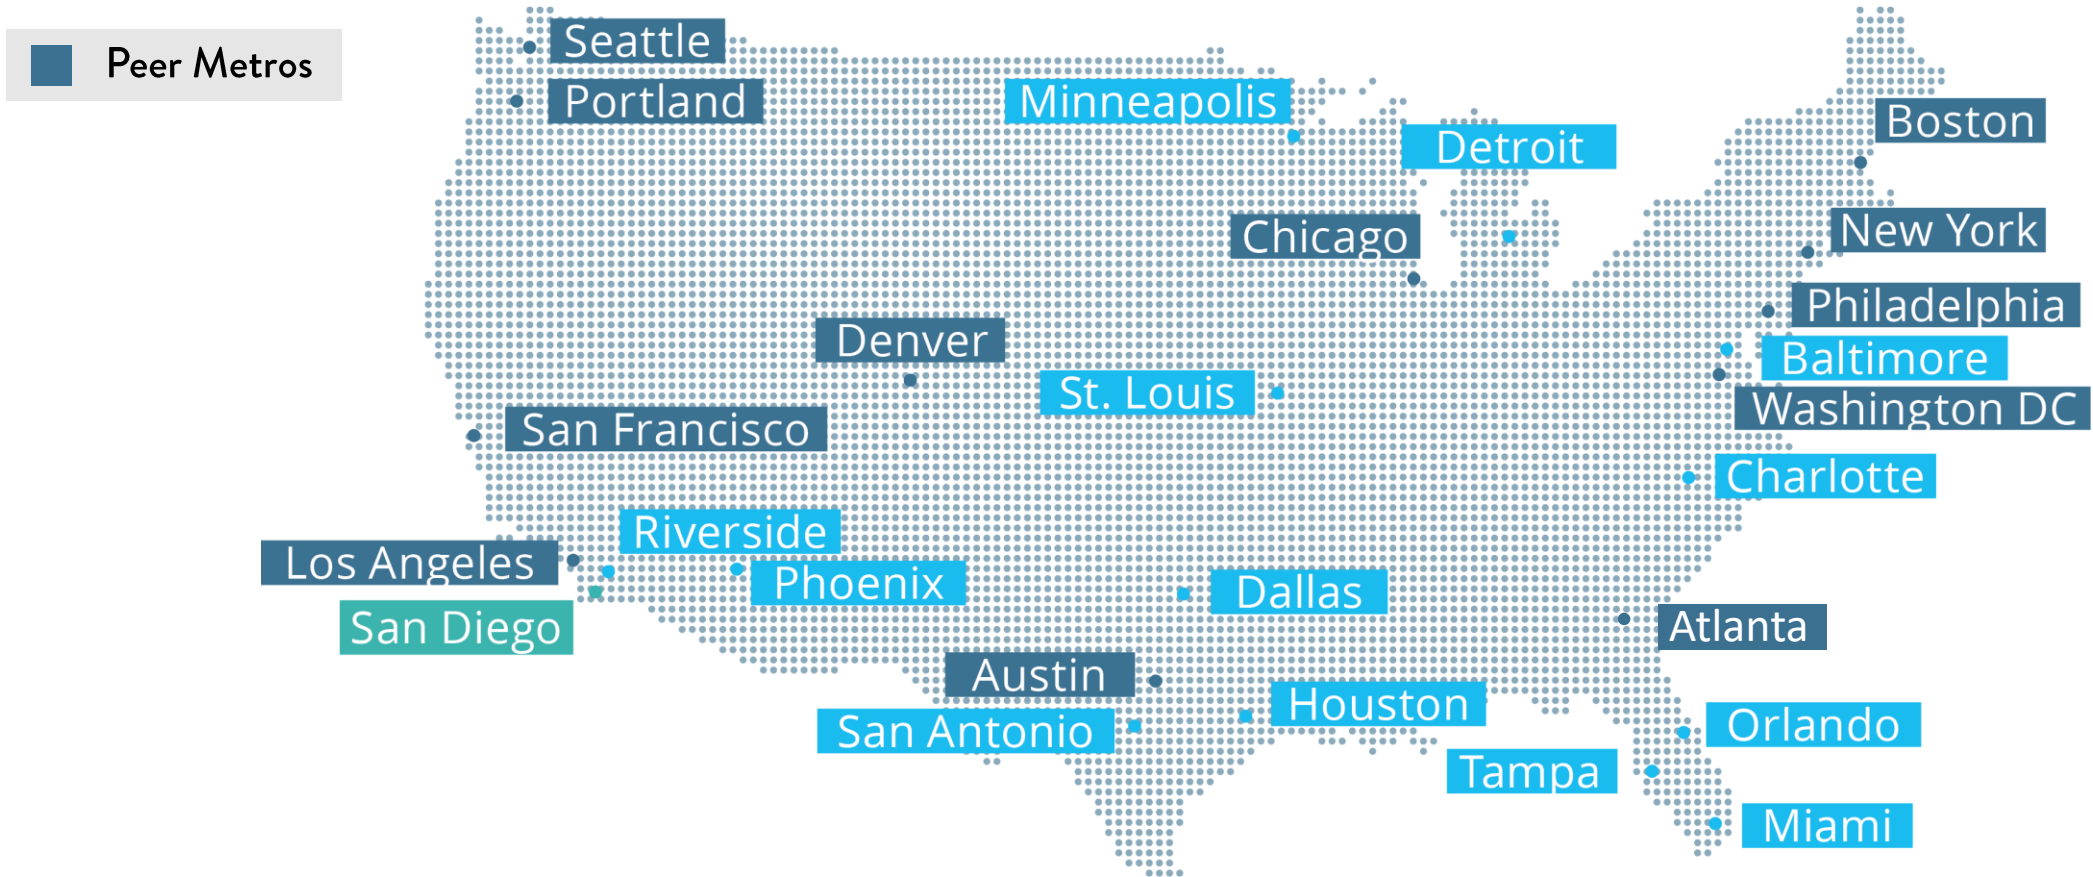 Peer Metros
Seattle
Portland
Minneapolis
Boston
Detroit
New York
Chicago
Philadelphia
Denver
Baltimore
St. Louis
Washington DC
San Francisco
Charlotte
Riverside
Los Angeles
Phoenix
Dallas
San Diego
Atlanta
Austin
Houston
Orlando
San Antonio
Tampa
Miami